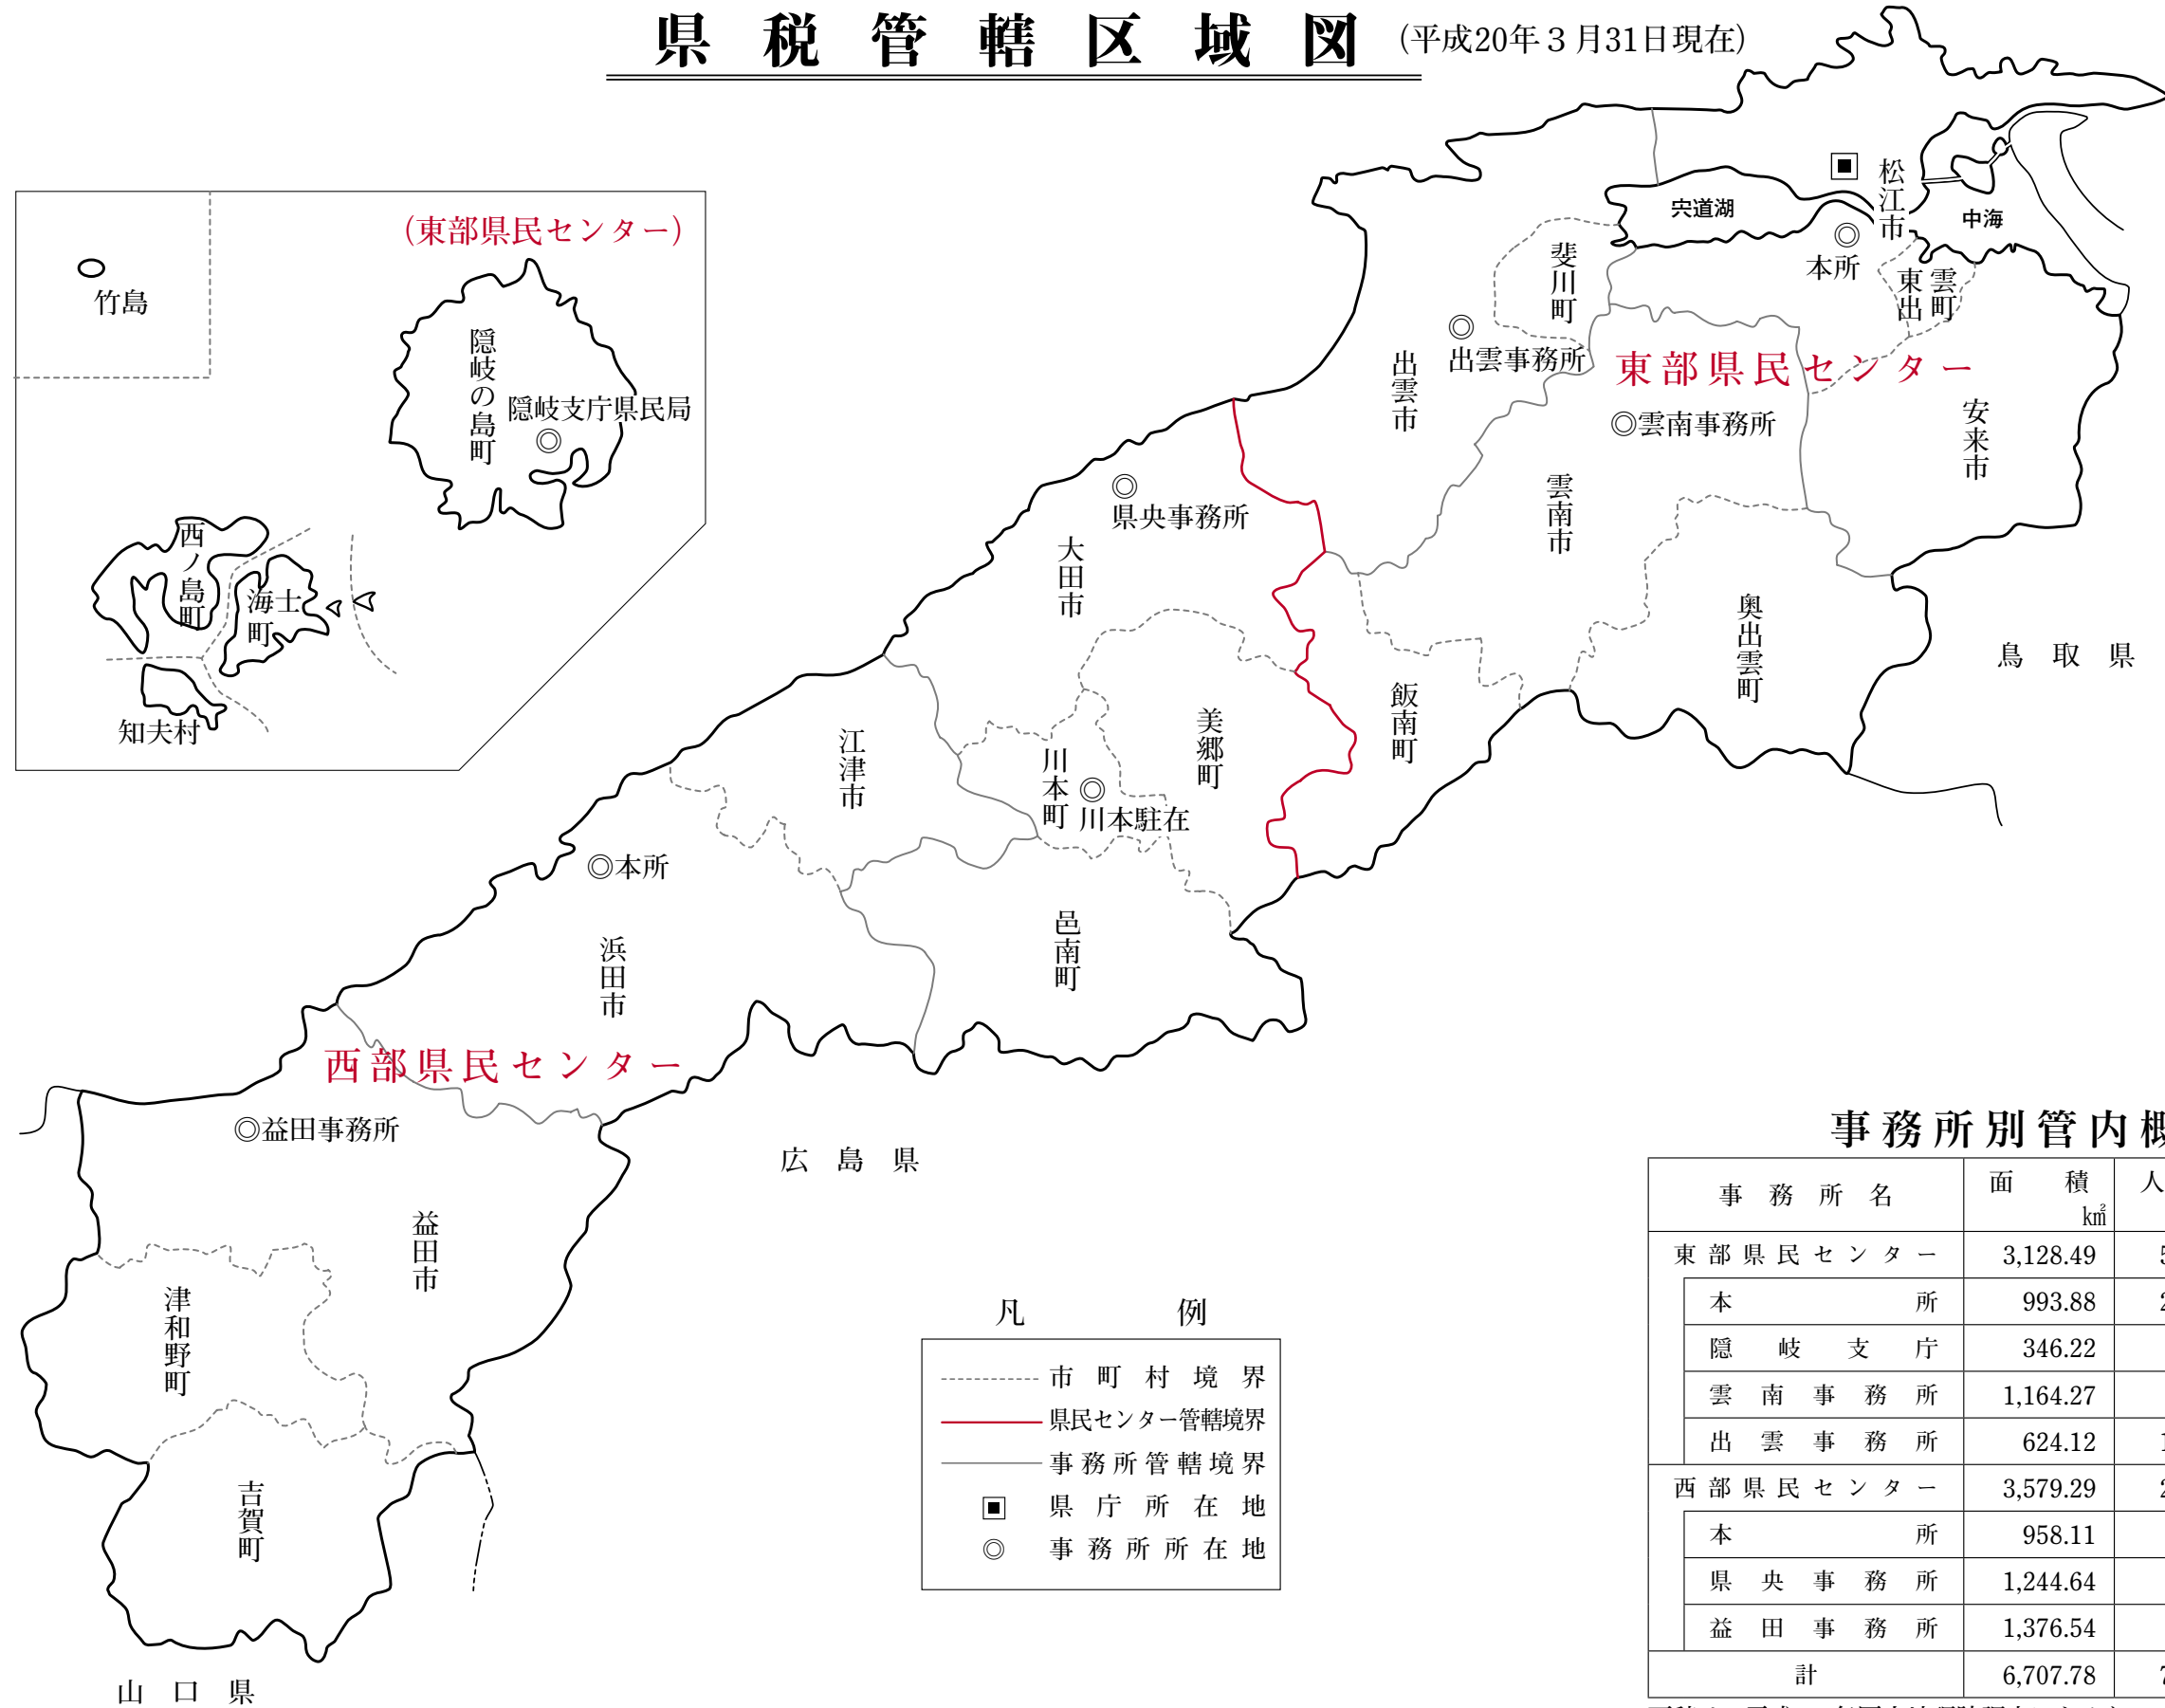 県税管轄区域図 (平成20年3月31日現在)
(東部県民センター)
竹島
隠岐の島町
隠岐支庁県民局
◎
西ノ島町
海士町
知夫村
松江市
宍道湖
中海
◎
本所
東出雲町
斐川町
◎
出雲事務所
出雲市
東部県民センター
◎雲南事務所
安来市
雲南市
奥出雲町
飯南町
鳥取県
◎
県央事務所
大田市
美郷町
川本町
◎
川本駐在
江津市
邑南町
◎本所
浜田市
西部県民センター
◎益田事務所
益田市
津和野町
吉賀町
広島県
山口県
凡例
市町村境界
県民センター管轄境界
事務所管轄境界
県庁所在地
◎ 事務所所在地
事務所別管内
事務所名 面積 km² 人
東部県民センター 3,128.49
本所 993.88
隠岐支庁 346.22
雲南事務所 1,164.27
出雲事務所 624.12
西部県民センター 3,579.29
本所 958.11
県央事務所 1,244.64
益田事務所 1,376.54
計 6,707.78